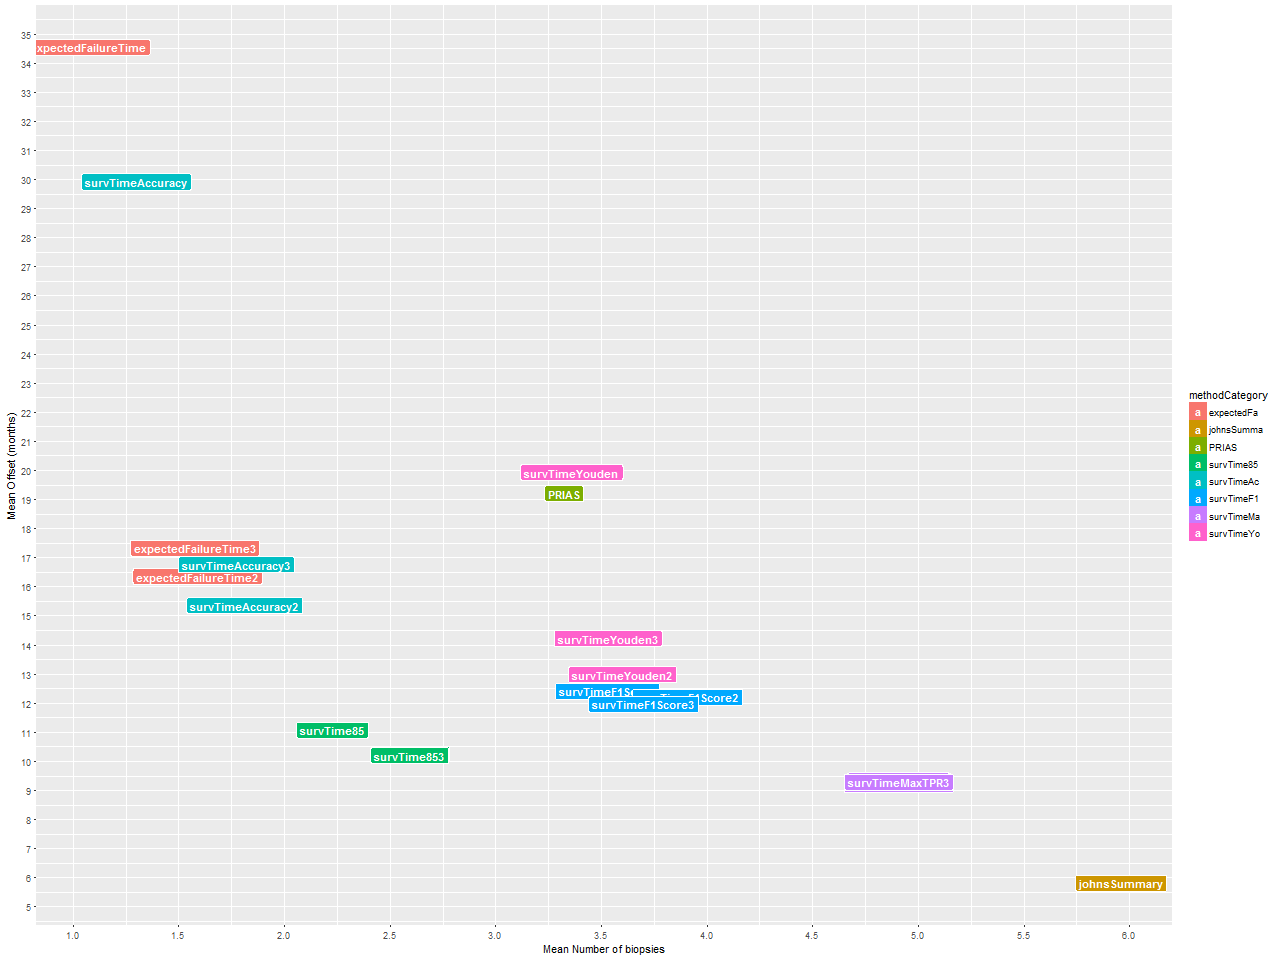 35
34
33
32
31
30
29
28
27
26
25
24
23
22
21
20
19
18
17
16
15
14
13
12
11
10
9
8
7
6
5
Mean Offset (months)
xpectedFailureTime
survTimeAccuracy
survTimeYouden
PRIAS
expectedFailureTime3
survTimeAccuracy3
expectedFailureTime2
survTimeAccuracy2
survTimeYouden3
survTimeYouden2
survTimeF1Sc
TimeF1Score2
survTimeF1Score3
survTime85
survTime853
survTimeMaxTPR3
johnsSummary
1.0 1.5 2.0 2.5 3.0 3.5 4.0 4.5 5.0 5.5 6.0
Mean Number of biopsies
methodCategory
a expectedFa
a johnsSumma
a PRIAS
a survTime85
a survTimeAc
a survTimeF1
a survTimeMa
a survTimeYo